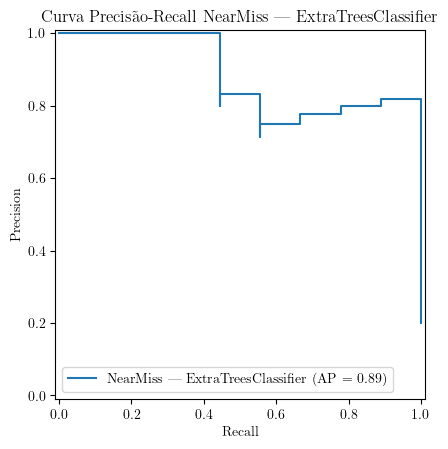 Curva Precisão-Recall NearMiss — ExtraTreesClassifier
1.0
0.8
0.6
0.4
0.2
0.0
Precision
NearMiss — ExtraTreesClassifier (AP = 0.89)
0.0 0.2 0.4 0.6 0.8 1.0
Recall